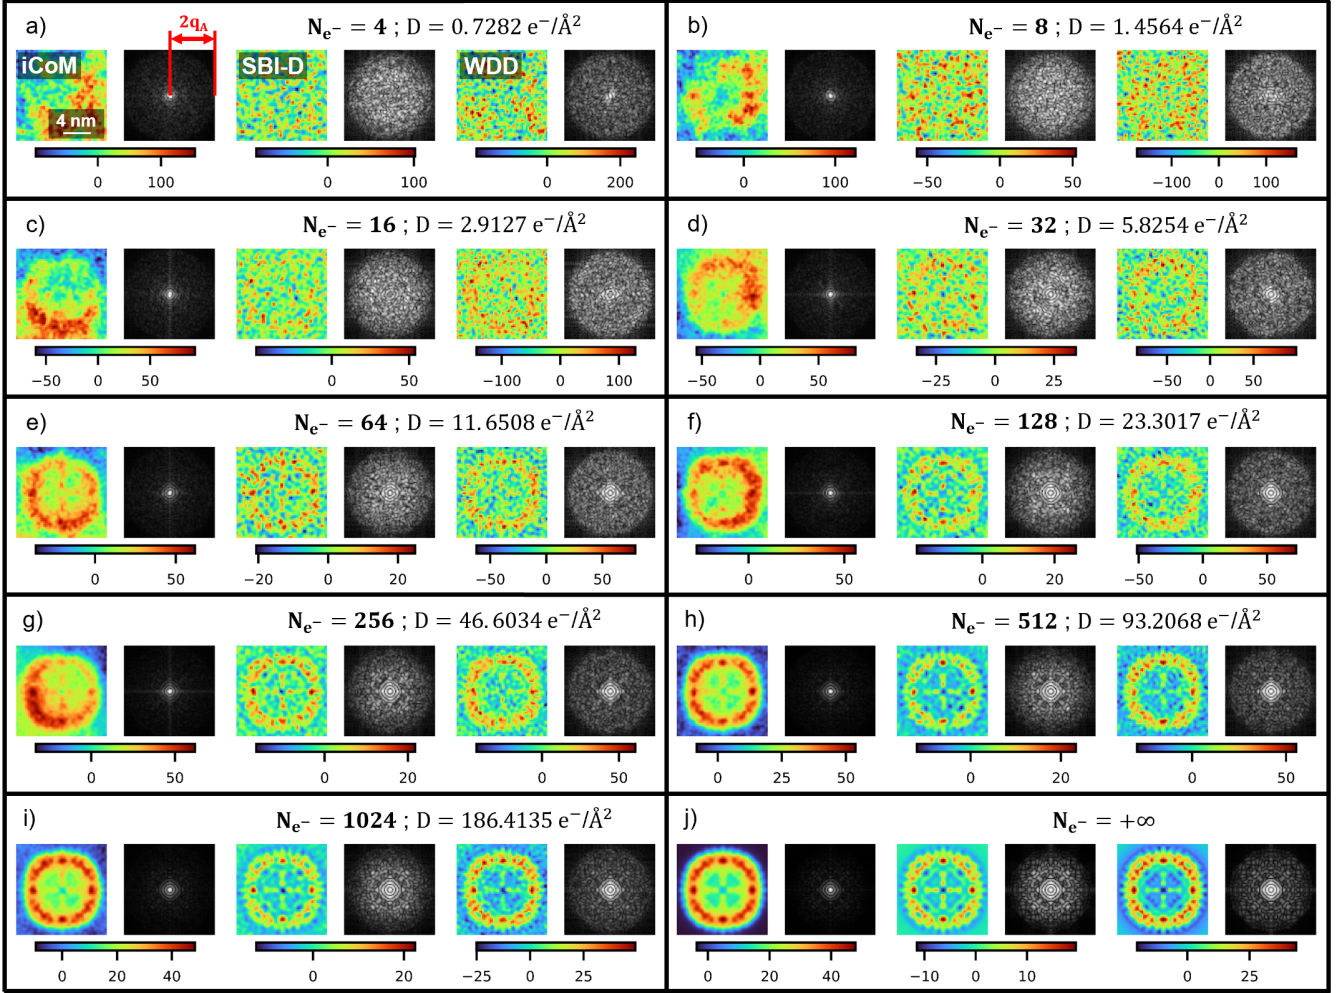 a) 2q_A N_e⁻ = 4 ; D = 0.7282 e⁻/Å²
iCoM SBI-D WDD
4 nm
0 100 0 100 0 200
b) N_e⁻ = 8 ; D = 1.4564 e⁻/Å²
0 100 −50 0 50 −100 0 100
c) N_e⁻ = 16 ; D = 2.9127 e⁻/Å²
−50 0 50 0 50 −100 0 100
d) N_e⁻ = 32 ; D = 5.8254 e⁻/Å²
−50 0 50 −25 0 25 −50 0 50
e) N_e⁻ = 64 ; D = 11.6508 e⁻/Å²
0 50 −20 0 20 −50 0 50
f) N_e⁻ = 128 ; D = 23.3017 e⁻/Å²
0 50 0 20 −50 0 50
g) N_e⁻ = 256 ; D = 46.6034 e⁻/Å²
0 50 0 20 0 50
h) N_e⁻ = 512 ; D = 93.2068 e⁻/Å²
0 25 50 0 20 0 50
i) N_e⁻ = 1024 ; D = 186.4135 e⁻/Å²
0 20 40 0 20 −25 0 25
j) N_e⁻ = +∞
0 20 40 −10 0 10 0 25